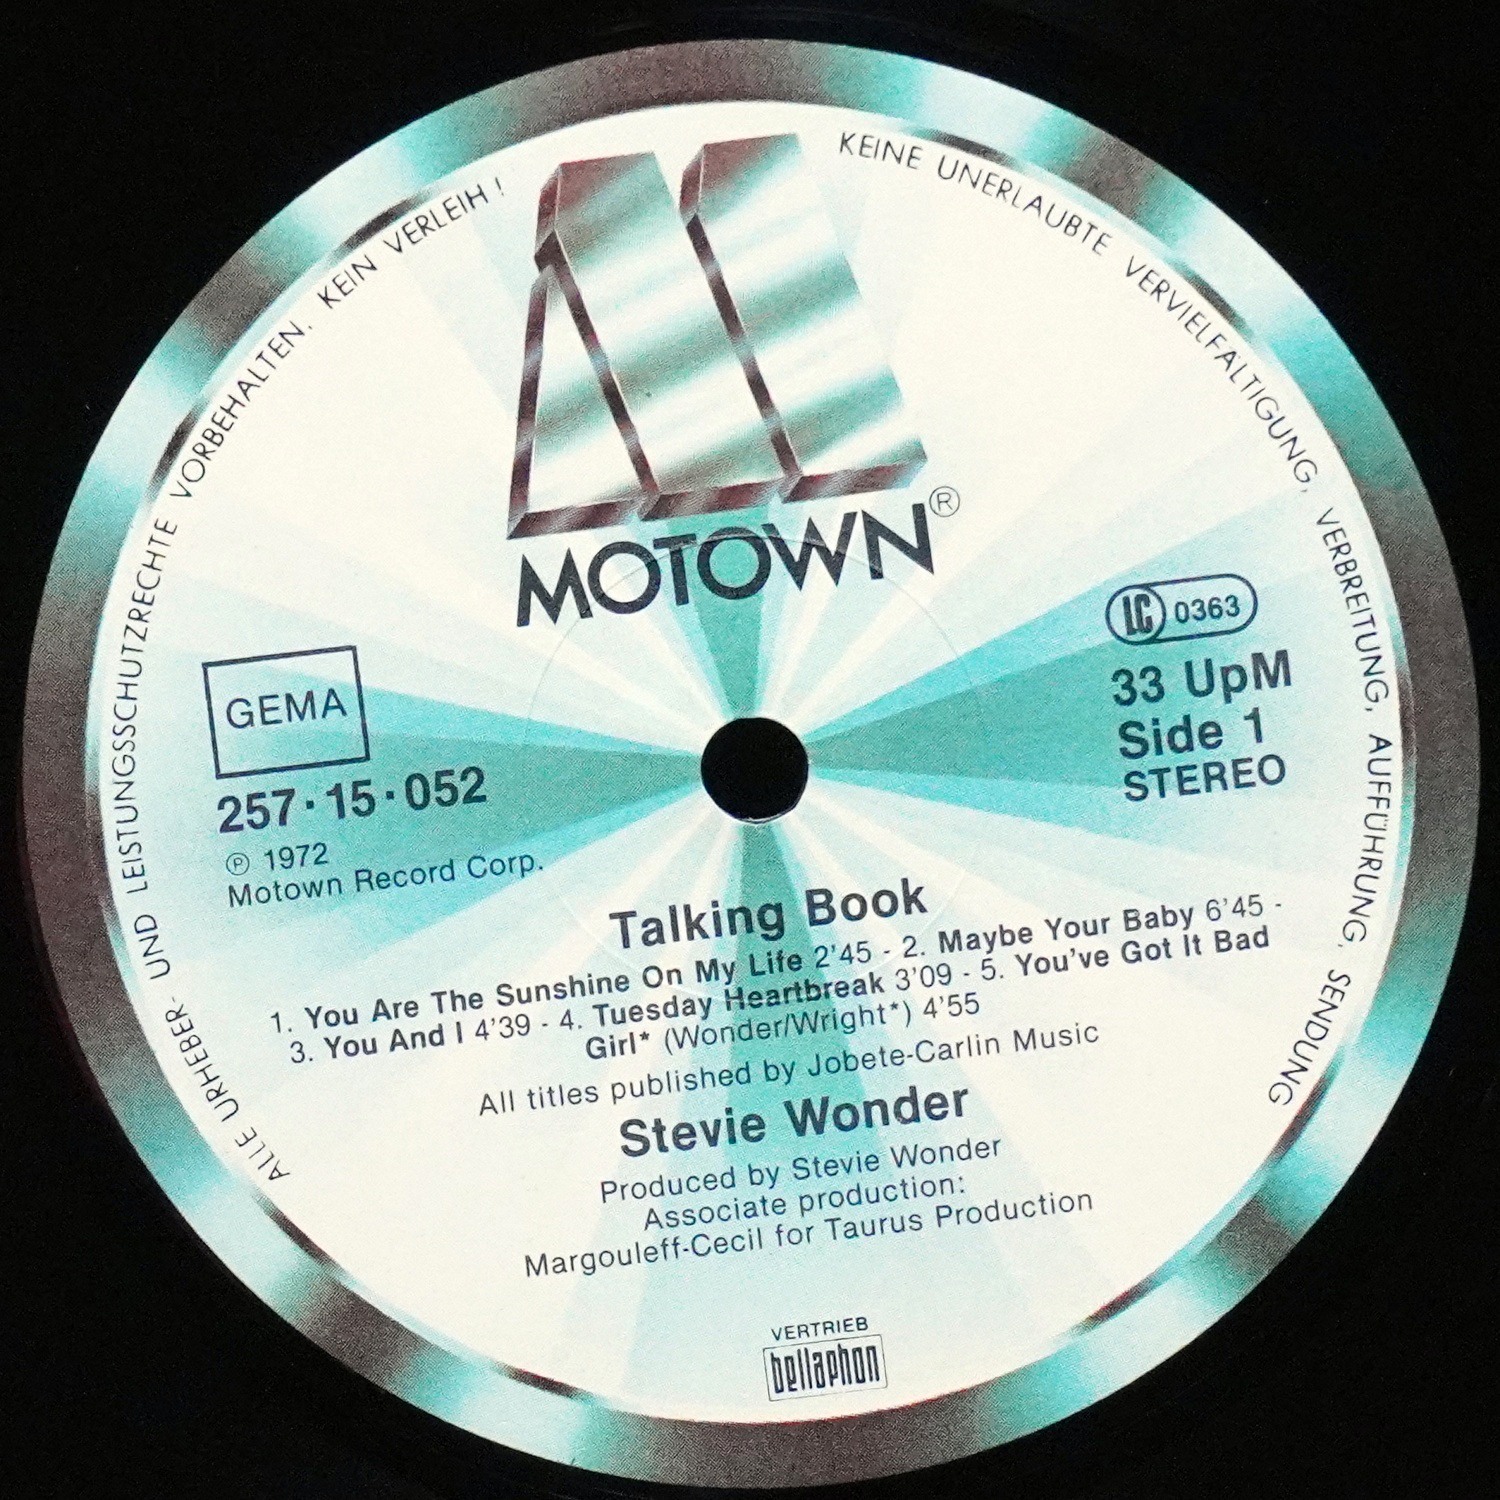 ALLE URHEBER- UND LEISTUNGSSCHUTZRECHTE VORBEHALTEN. KEIN VERLEIH !
KEINE UNERLAUBTE VERVIELFÄLTIGUNG, VERBREITUNG, AUFFÜHRUNG, SENDUNG
MOTOWN®
GEMA
257·15·052
℗ 1972
Motown Record Corp.
LC 0363
33 UpM
Side 1
STEREO
Talking Book
1. You Are The Sunshine On My Life 2'45 - 2. Maybe Your Baby 6'45 -
3. You And I 4'39 - 4. Tuesday Heartbreak 3'09 - 5. You've Got It Bad
Girl* (Wonder/Wright*) 4'55
All titles published by Jobete-Carlin Music
Stevie Wonder
Produced by Stevie Wonder
Associate production:
Margouleff-Cecil for Taurus Production
VERTRIEB
bellaphon